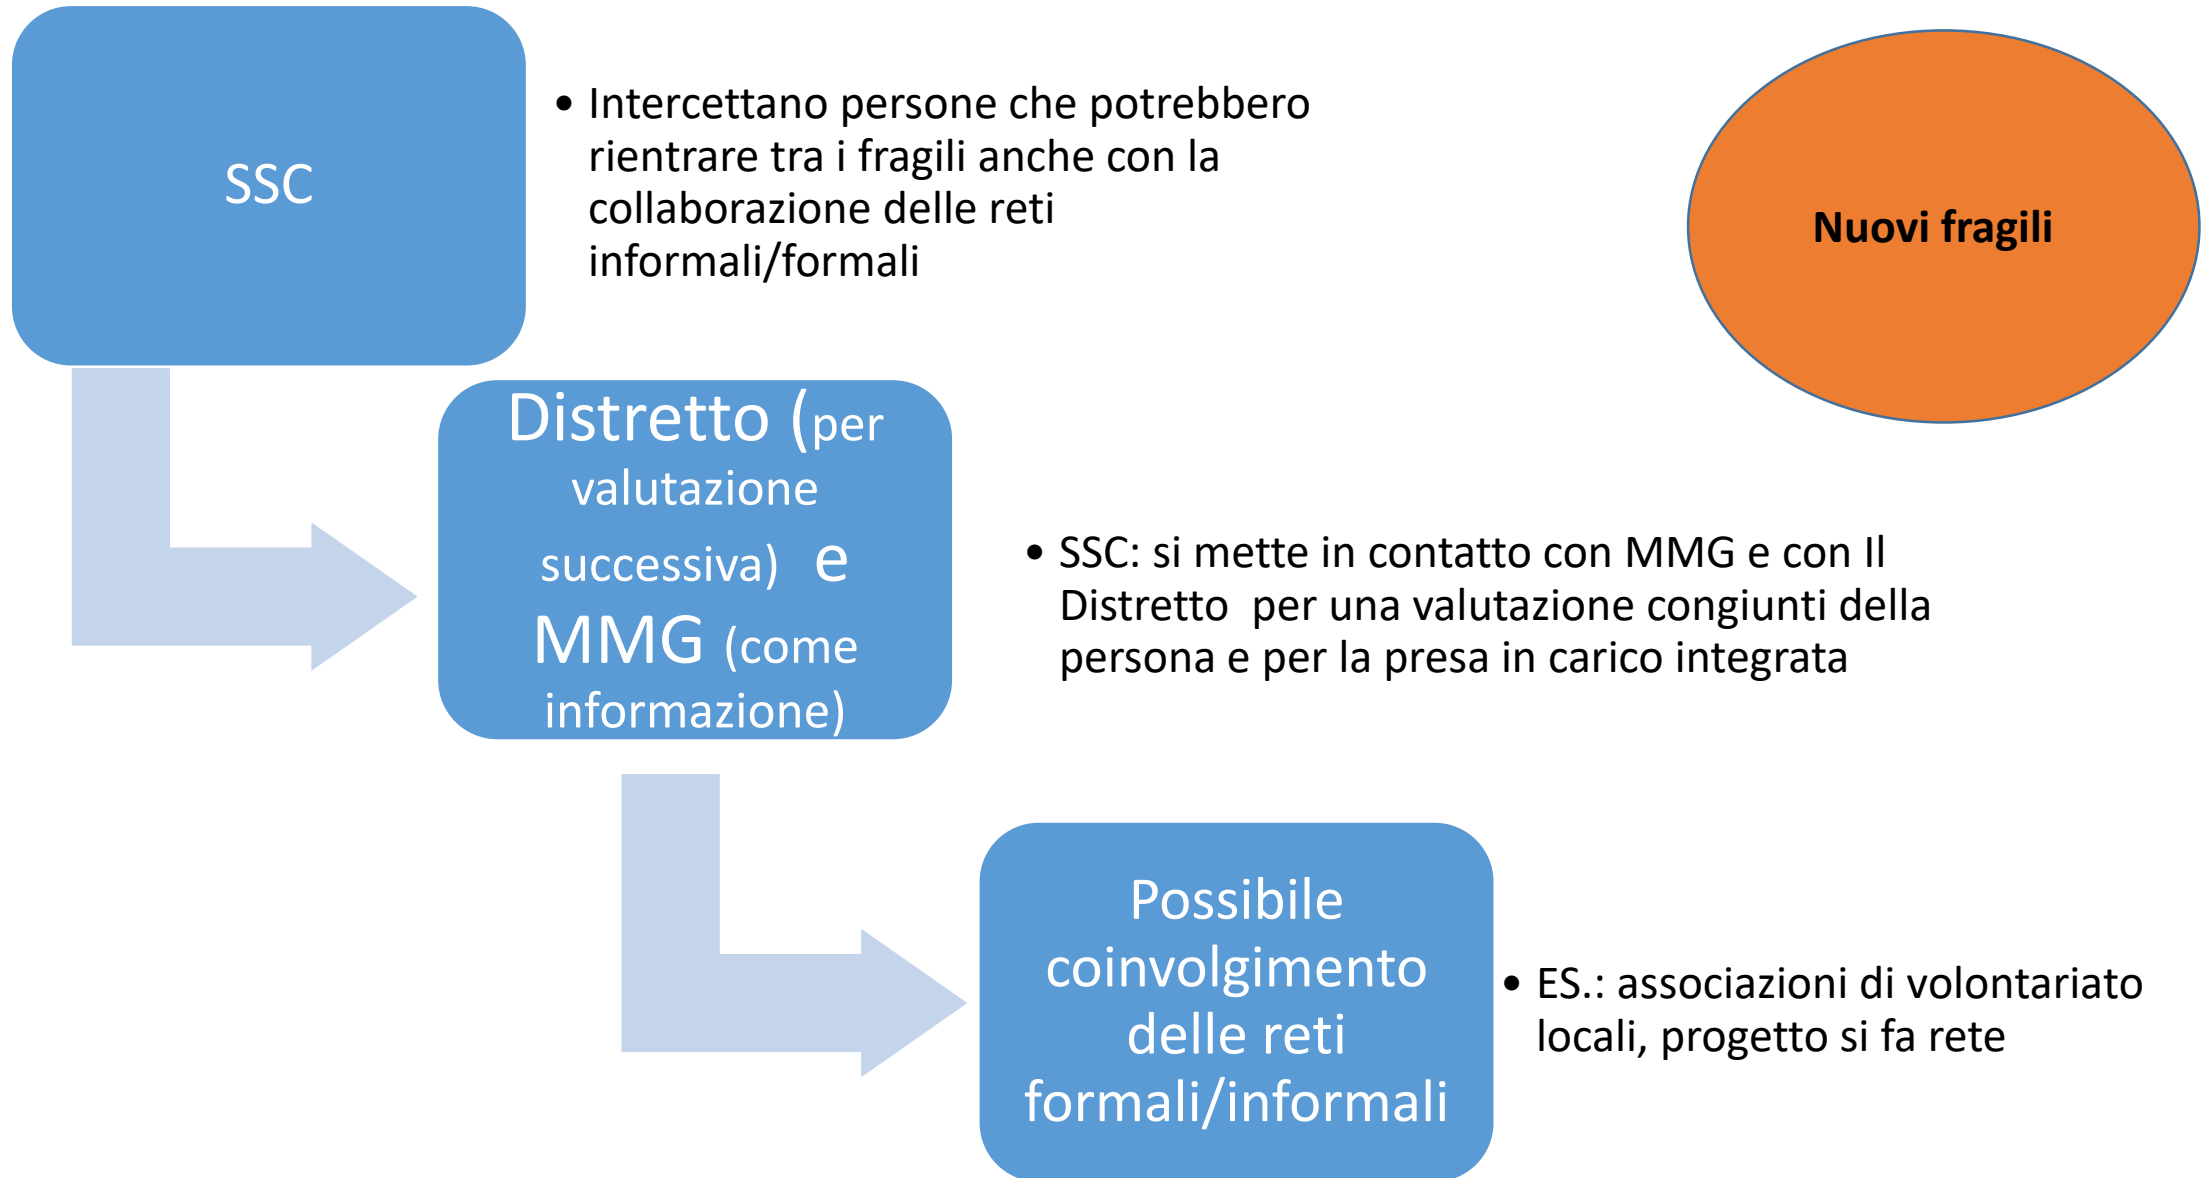 SSC
• Intercettano persone che potrebbero
rientrare tra i fragili anche con la
collaborazione delle reti
informali/formali
Nuovi fragili
Distretto (per
valutazione
successiva) e
MMG (come
informazione)
• SSC: si mette in contatto con MMG e con Il
Distretto per una valutazione congiunti della
persona e per la presa in carico integrata
Possibile
coinvolgimento
delle reti
formali/informali
• ES.: associazioni di volontariato
locali, progetto si fa rete